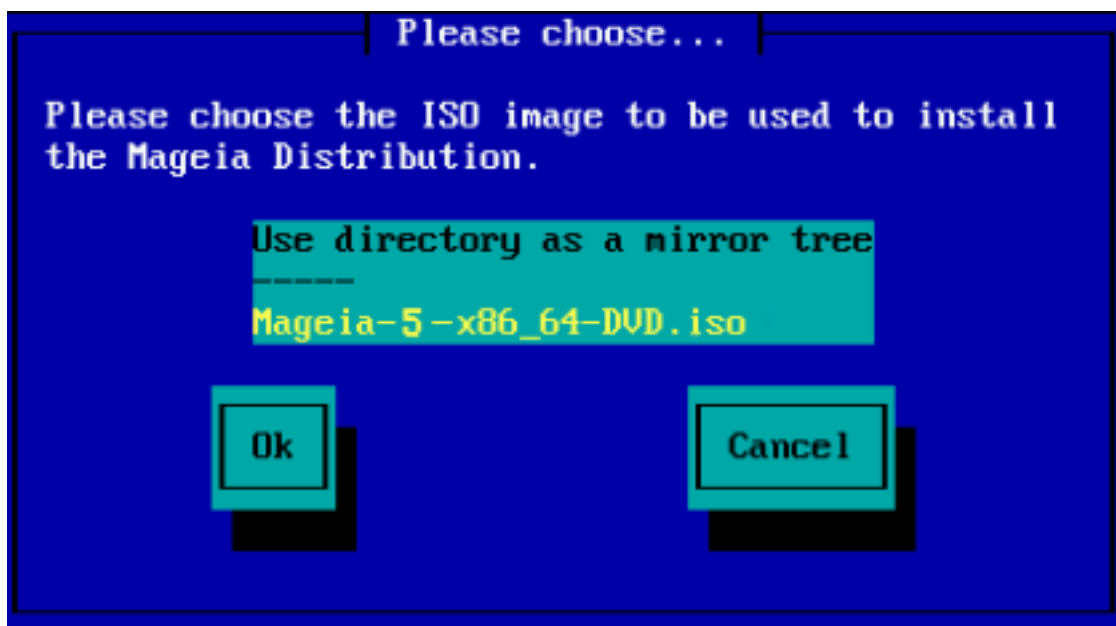 Please choose...
Please choose the ISO image to be used to install
the Mageia Distribution.
Use directory as a mirror tree
-----
Mageia-5-x86_64-DVD.iso
Ok Cancel